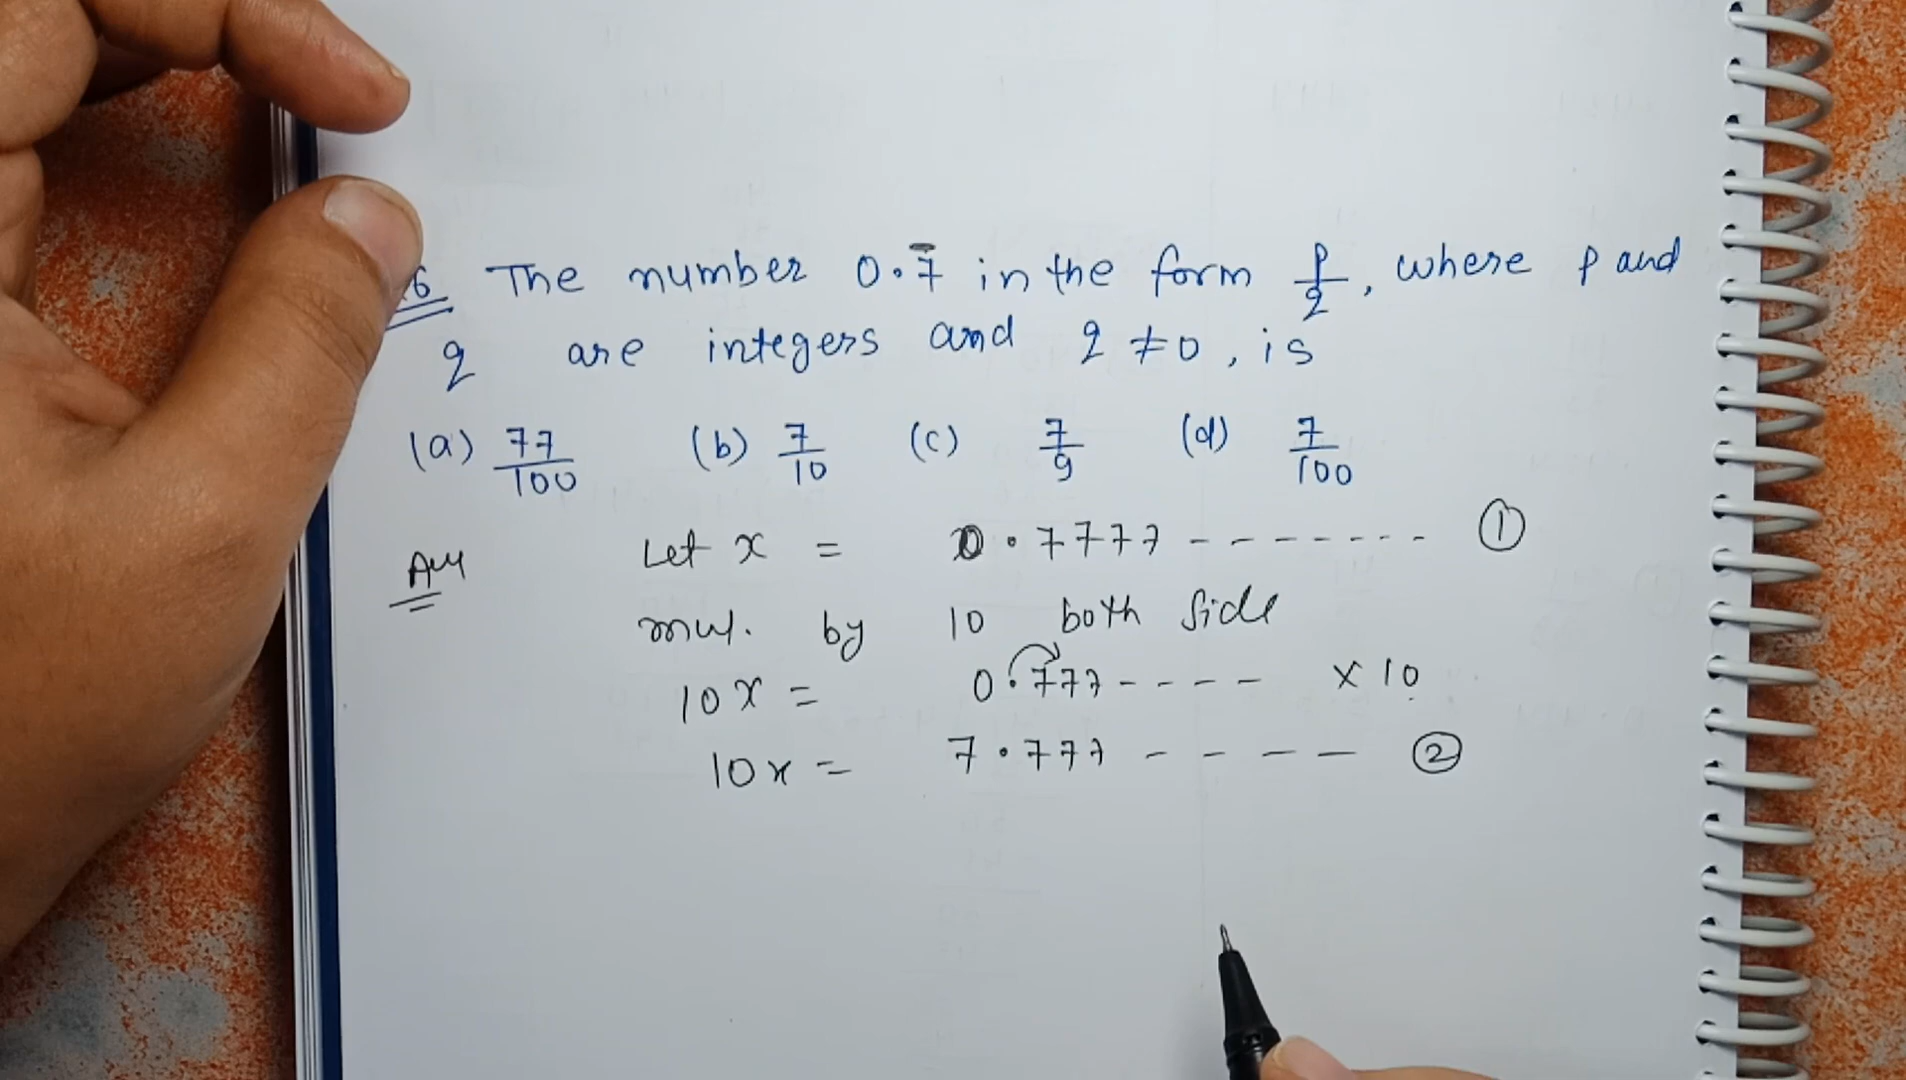 6 The number 0.7̅ in the form p/q, where p and
q are integers and q ≠ 0, is
(a) 77/100 (b) 7/10 (c) 7/9 (d) 7/100
Ans Let x = 0.7777 - - - - - - - ①
mul. by 10 both side
10x = 0.777 - - - - × 10
10x = 7.777 - - - - ②